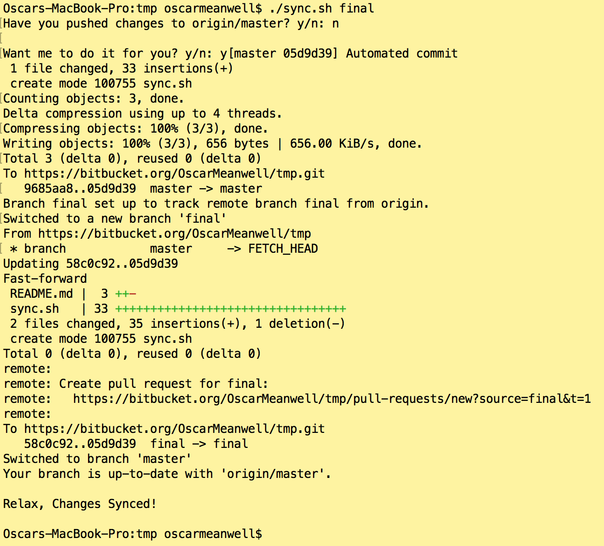 Oscars-MacBook-Pro:tmp oscarmeanwell$ ./sync.sh final
Have you pushed changes to origin/master? y/n: n
Want me to do it for you? y/n: y[master 05d9d39] Automated commit
1 file changed, 33 insertions(+)
create mode 100755 sync.sh
Counting objects: 3, done.
Delta compression using up to 4 threads.
Compressing objects: 100% (3/3), done.
Writing objects: 100% (3/3), 656 bytes | 656.00 KiB/s, done.
Total 3 (delta 0), reused 0 (delta 0)
To https://bitbucket.org/OscarMeanwell/tmp.git
9685aa8..05d9d39  master -> master
Branch final set up to track remote branch final from origin.
Switched to a new branch 'final'
From https://bitbucket.org/OscarMeanwell/tmp
* branch            master     -> FETCH_HEAD
Updating 58c0c92..05d9d39
Fast-forward
README.md |  3 ++-
sync.sh   | 33 +++++++++++++++++++++++++++++++++
2 files changed, 35 insertions(+), 1 deletion(-)
create mode 100755 sync.sh
Total 0 (delta 0), reused 0 (delta 0)
remote:
remote: Create pull request for final:
remote:   https://bitbucket.org/OscarMeanwell/tmp/pull-requests/new?source=final&t=1
remote:
To https://bitbucket.org/OscarMeanwell/tmp.git
58c0c92..05d9d39  final -> final
Switched to branch 'master'
Your branch is up-to-date with 'origin/master'.
Relax, Changes Synced!
Oscars-MacBook-Pro:tmp oscarmeanwell$